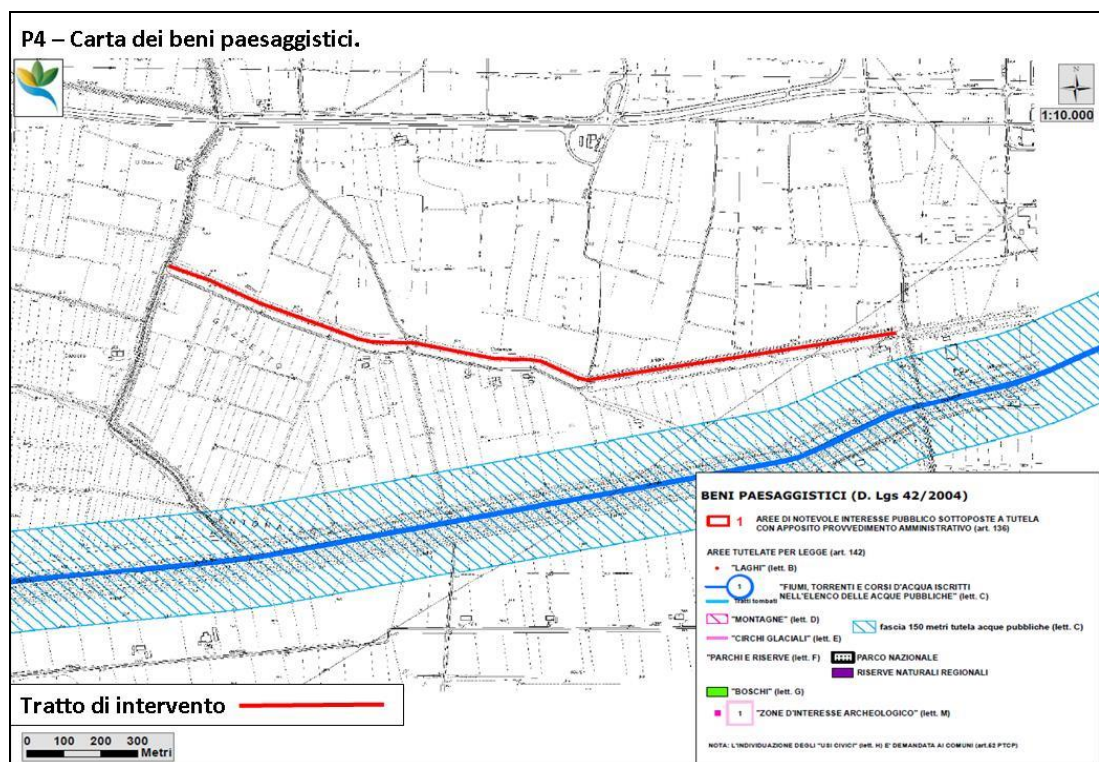 P4 – Carta dei beni paesaggistici.
1:10.000
BENI PAESAGGISTICI (D. Lgs 42/2004)
1 AREE DI NOTEVOLE INTERESSE PUBBLICO SOTTOPOSTE A TUTELA
CON APPOSITO PROVVEDIMENTO AMMINISTRATIVO (art. 136)
AREE TUTELATE PER LEGGE (art. 142)
"LAGHI" (lett. B)
1 "FIUMI, TORRENTI E CORSI D'ACQUA ISCRITTI
NELL'ELENCO DELLE ACQUE PUBBLICHE" (lett. C)
Tratti tombati
"MONTAGNE" (lett. D)
fascia 150 metri tutela acque pubbliche (lett. C)
"CIRCHI GLACIALI" (lett. E)
"PARCHI E RISERVE (lett. F) PARCO NAZIONALE
RISERVE NATURALI REGIONALI
"BOSCHI" (lett. G)
1 "ZONE D'INTERESSE ARCHEOLOGICO" (lett. M)
NOTA: L'INDIVIDUAZIONE DEGLI "USI CIVICI" (lett. H) E' DEMANDATA AI COMUNI (art.52 PTCP)
Tratto di intervento
0 100 200 300
Metri